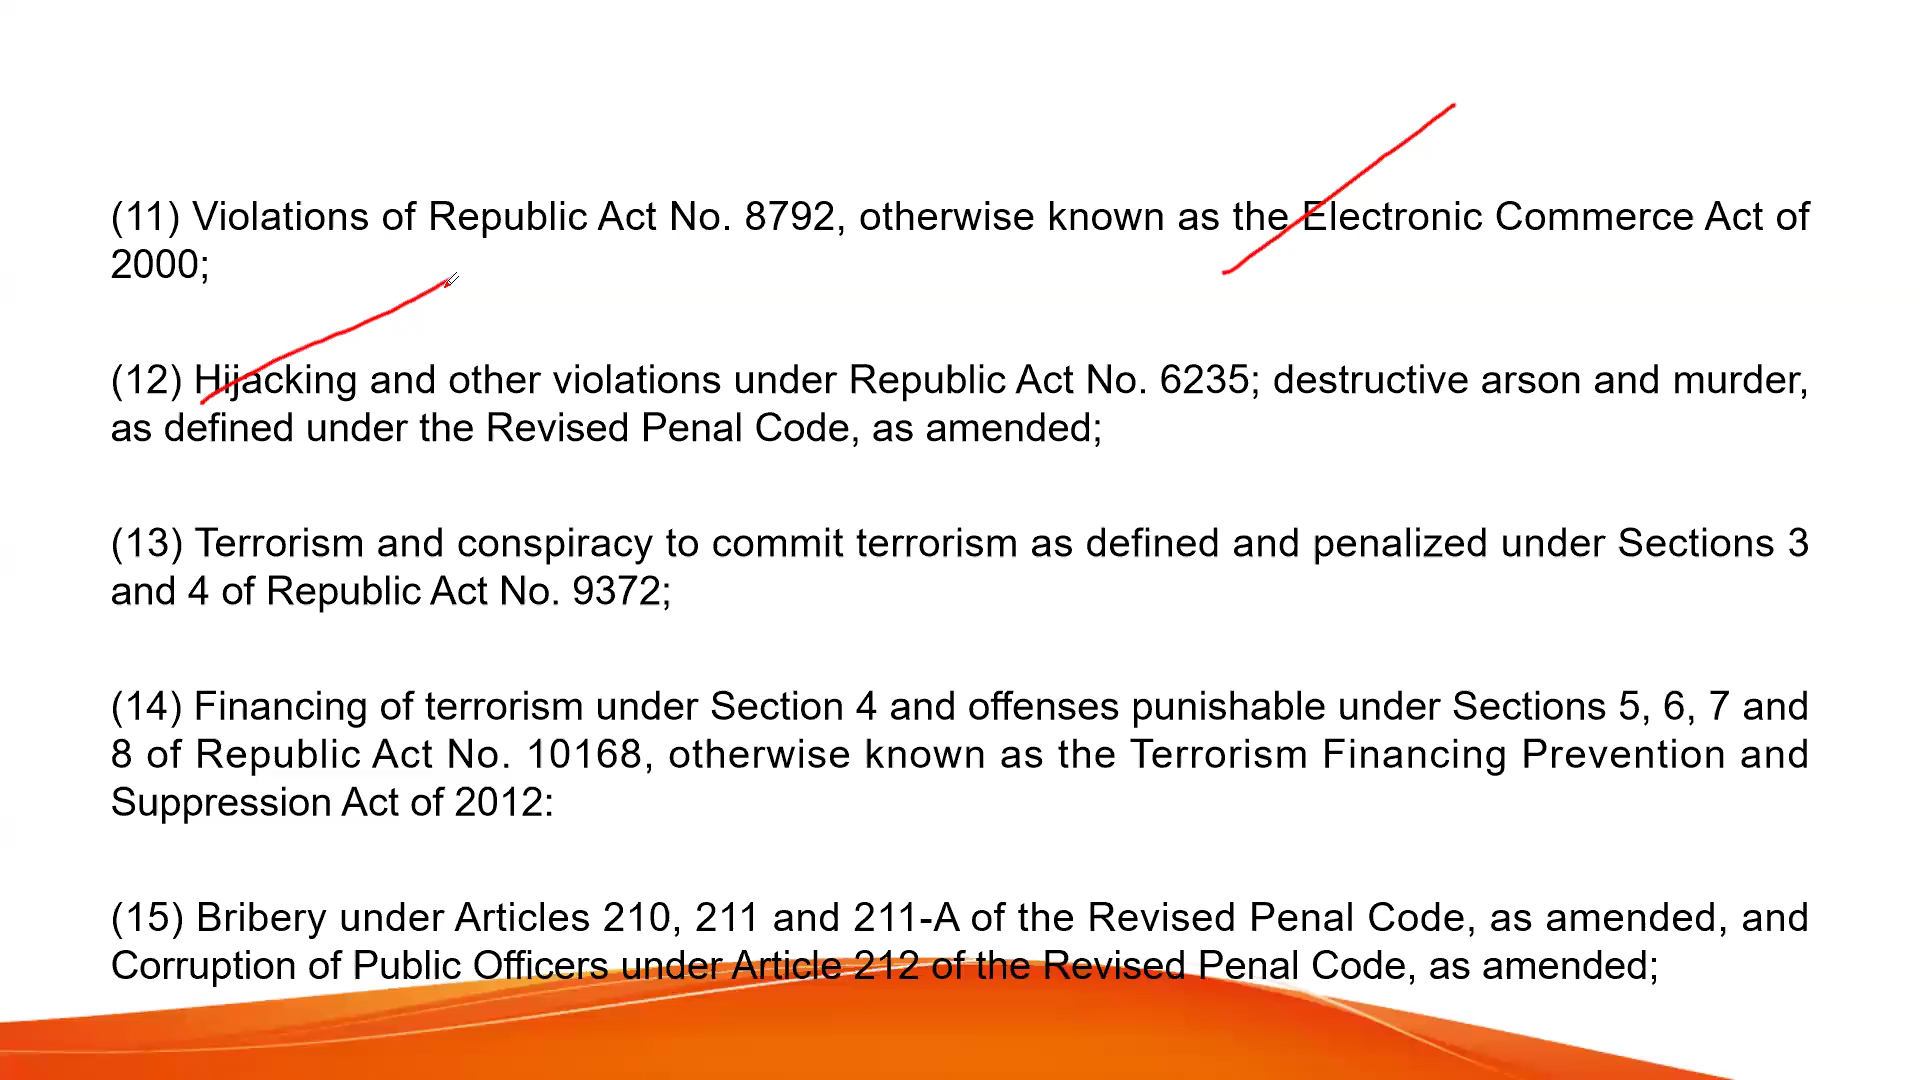 (11) Violations of Republic Act No. 8792, otherwise known as the Electronic Commerce Act of
2000;
(12) Hijacking and other violations under Republic Act No. 6235; destructive arson and murder,
as defined under the Revised Penal Code, as amended;
(13) Terrorism and conspiracy to commit terrorism as defined and penalized under Sections 3
and 4 of Republic Act No. 9372;
(14) Financing of terrorism under Section 4 and offenses punishable under Sections 5, 6, 7 and
8 of Republic Act No. 10168, otherwise known as the Terrorism Financing Prevention and
Suppression Act of 2012:
(15) Bribery under Articles 210, 211 and 211-A of the Revised Penal Code, as amended, and
Corruption of Public Officers under Article 212 of the Revised Penal Code, as amended;